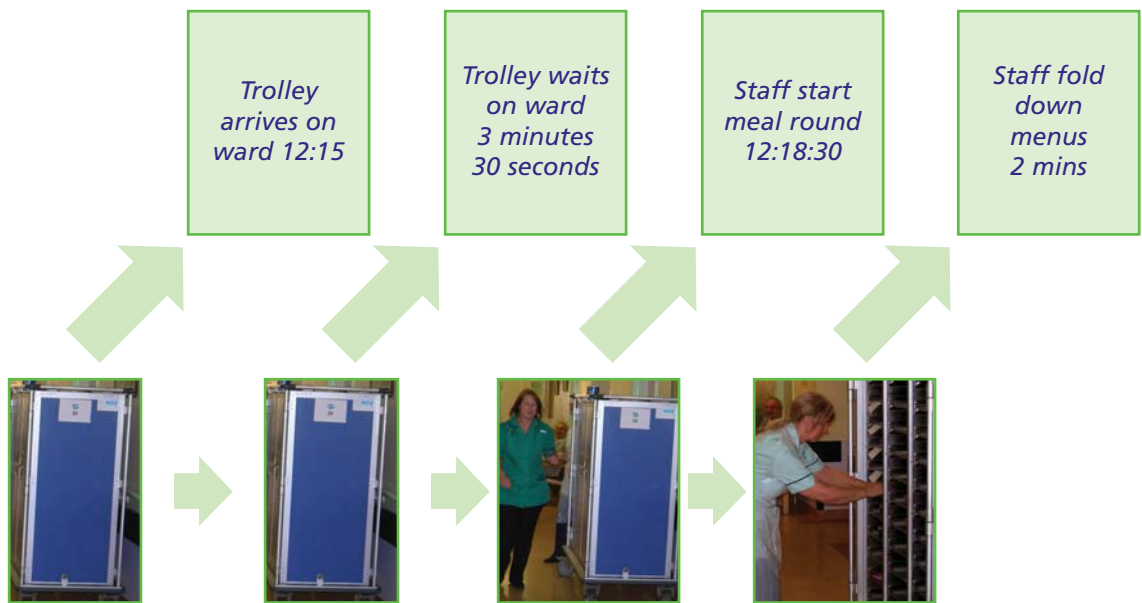 Trolley
arrives on
ward 12:15
Trolley waits
on ward
3 minutes
30 seconds
Staff start
meal round
12:18:30
Staff fold
down
menus
2 mins